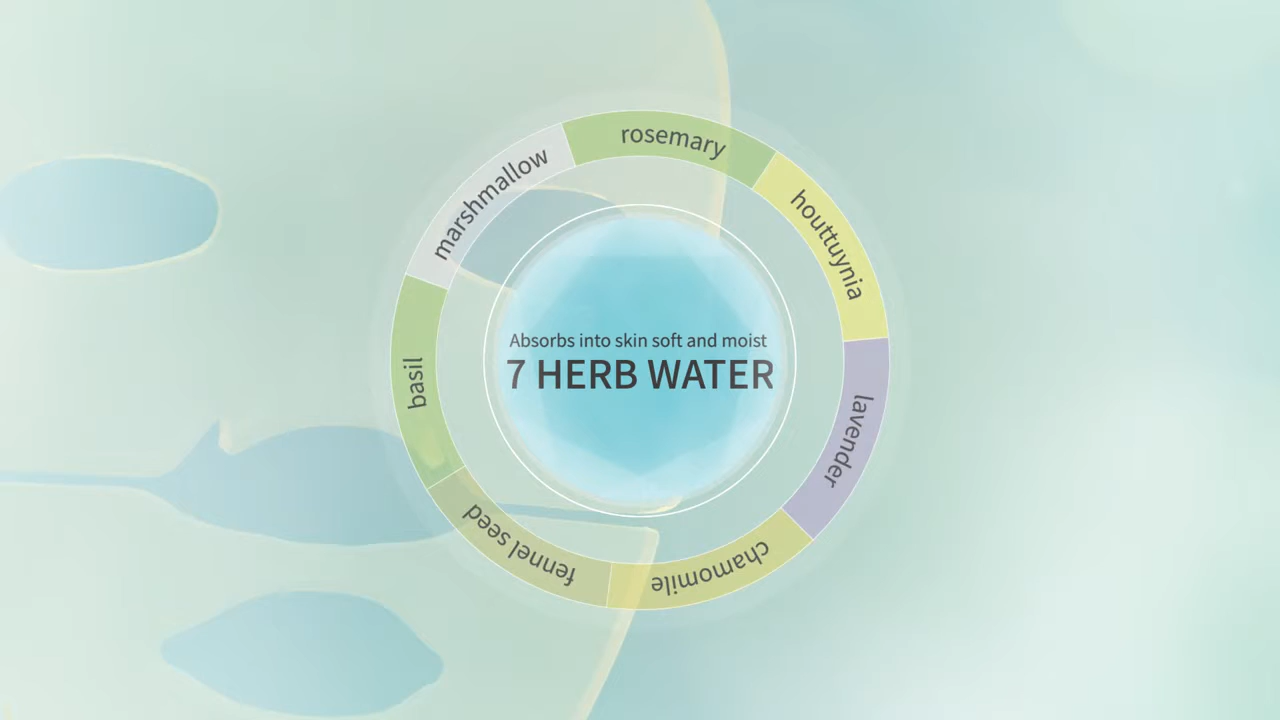 rosemary
houttuynia
lavender
chamomile
fennel seed
basil
marshmallow
Absorbs into skin soft and moist
7 HERB WATER